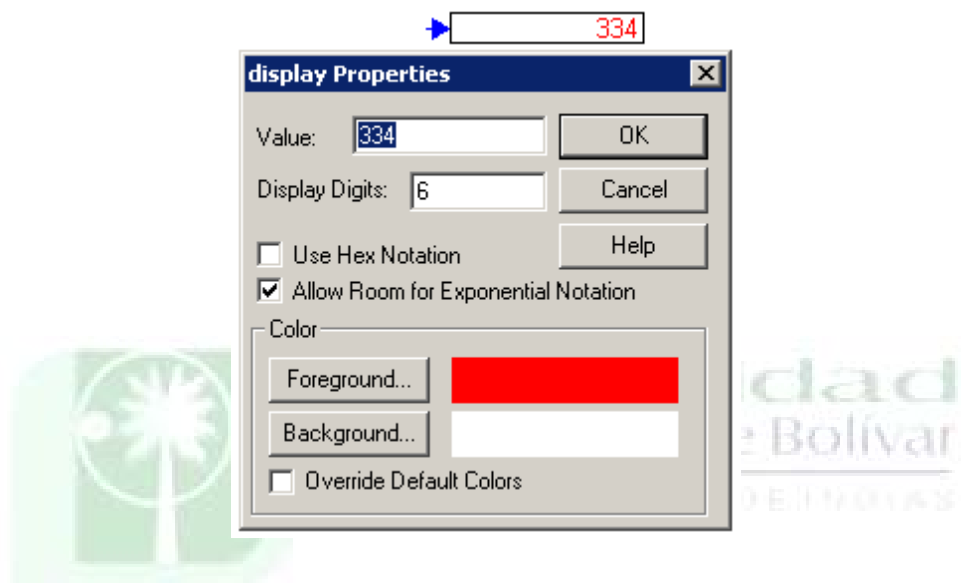 334
display Properties
Value: 334 OK
Display Digits: 6 Cancel
Use Hex Notation Help
Allow Room for Exponential Notation
Color
Foreground...
Background...
Override Default Colors
Bolívar